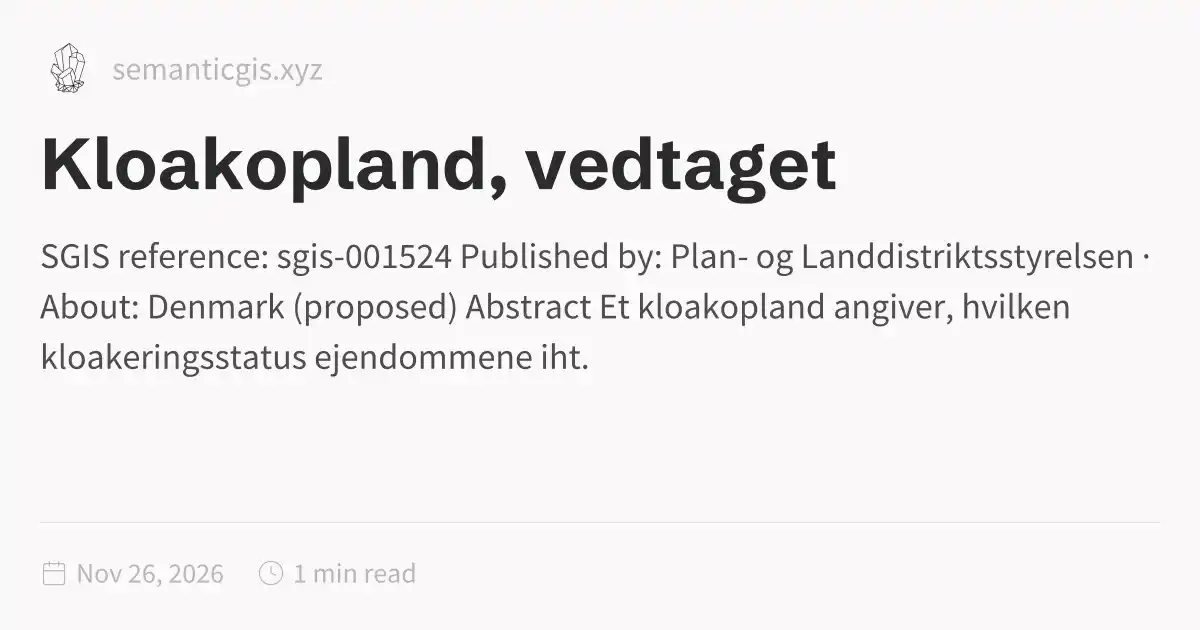 semanticgis.xyz
Kloakopland, vedtaget
SGIS reference: sgis-001524 Published by: Plan- og Landdistriktsstyrelsen ·
About: Denmark (proposed) Abstract Et kloakopland angiver, hvilken
kloakeringsstatus ejendommene iht.
Nov 26, 2026 1 min read